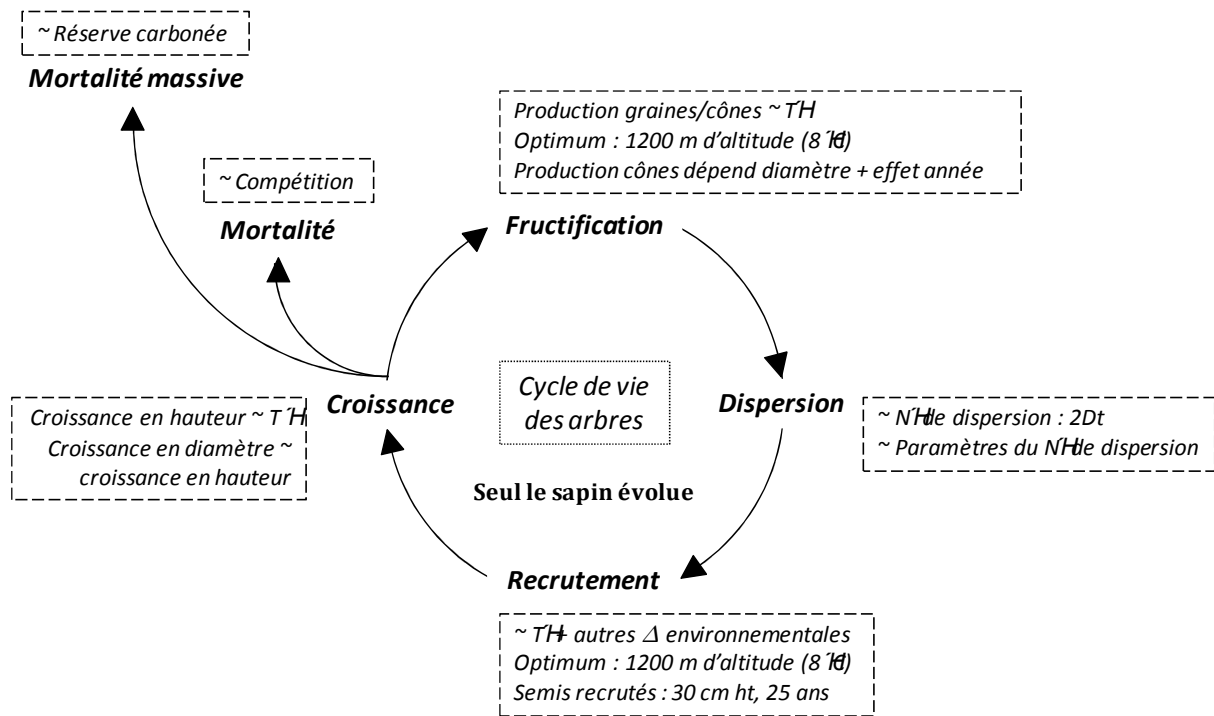 ~ Réserve carbonée
Mortalité massive
Production graines/cônes ~
Optimum : 1200 m d’altitude (8
Production cônes dépend diamètre + effet année
~ Compétition
Mortalité
Fructification
Croissance en hauteur ~
Croissance en diamètre ~
croissance en hauteur
Croissance
Cycle de vie
des arbres
Dispersion
~ de dispersion : 2Dt
~ Paramètres du de dispersion
Seul le sapin évolue
Recrutement
~ autres Δ environnementales
Optimum : 1200 m d’altitude (8
Semis recrutés : 30 cm ht, 25 ans